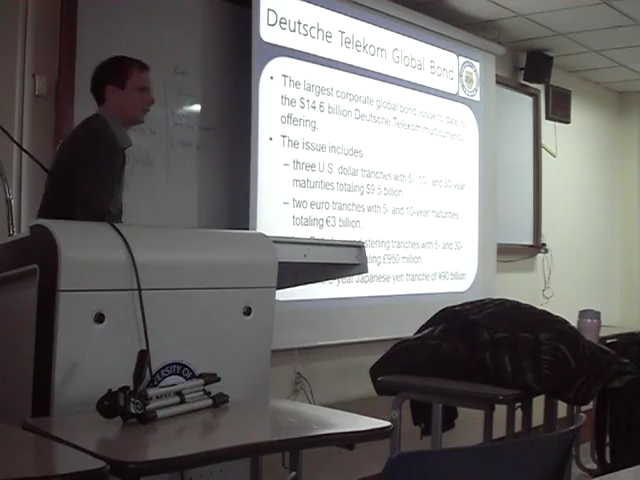 Deutsche Telekom Global Bond
• The largest corporate global bond issue to date is
the $14.6 billion Deutsche Telekom multicurrency
offering.
• The issue includes
– three U.S. dollar tranches with 5-, 10-, and 30-year
maturities totaling $9.5 billion
– two euro tranches with 5- and 10-year maturities
totaling €3 billion.
sterling tranches with 5- and 30-
£950 million.
-year Japanese yen tranche of ¥90 billion
ERSITY OF